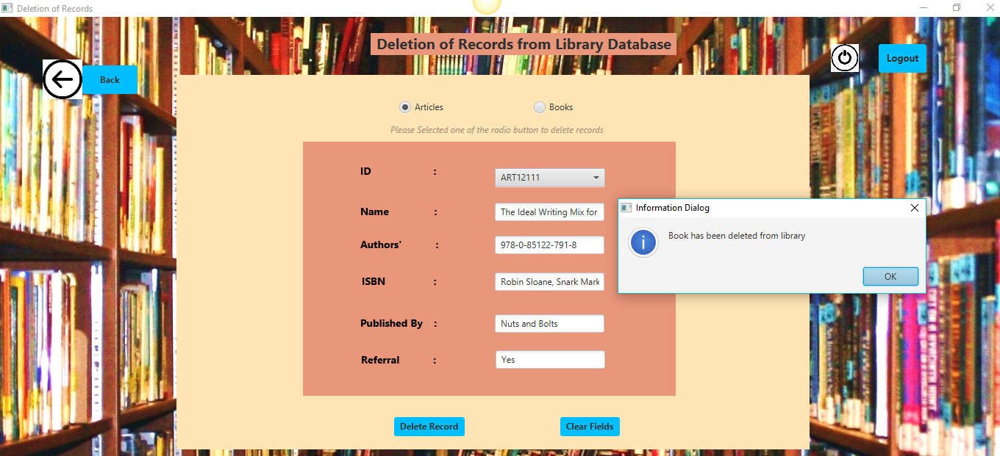 Deletion of Records
Deletion of Records from Library Database
Back
Logout
Articles
Books
Please Selected one of the radio button to delete records
ID : ART12111
Name : The Ideal Writing Mix for
Authors' : 978-0-85122-791-8
ISBN : Robin Sloane, Snark Mark
Published By : Nuts and Bolts
Referral : Yes
Information Dialog
Book has been deleted from library
OK
Delete Record
Clear Fields